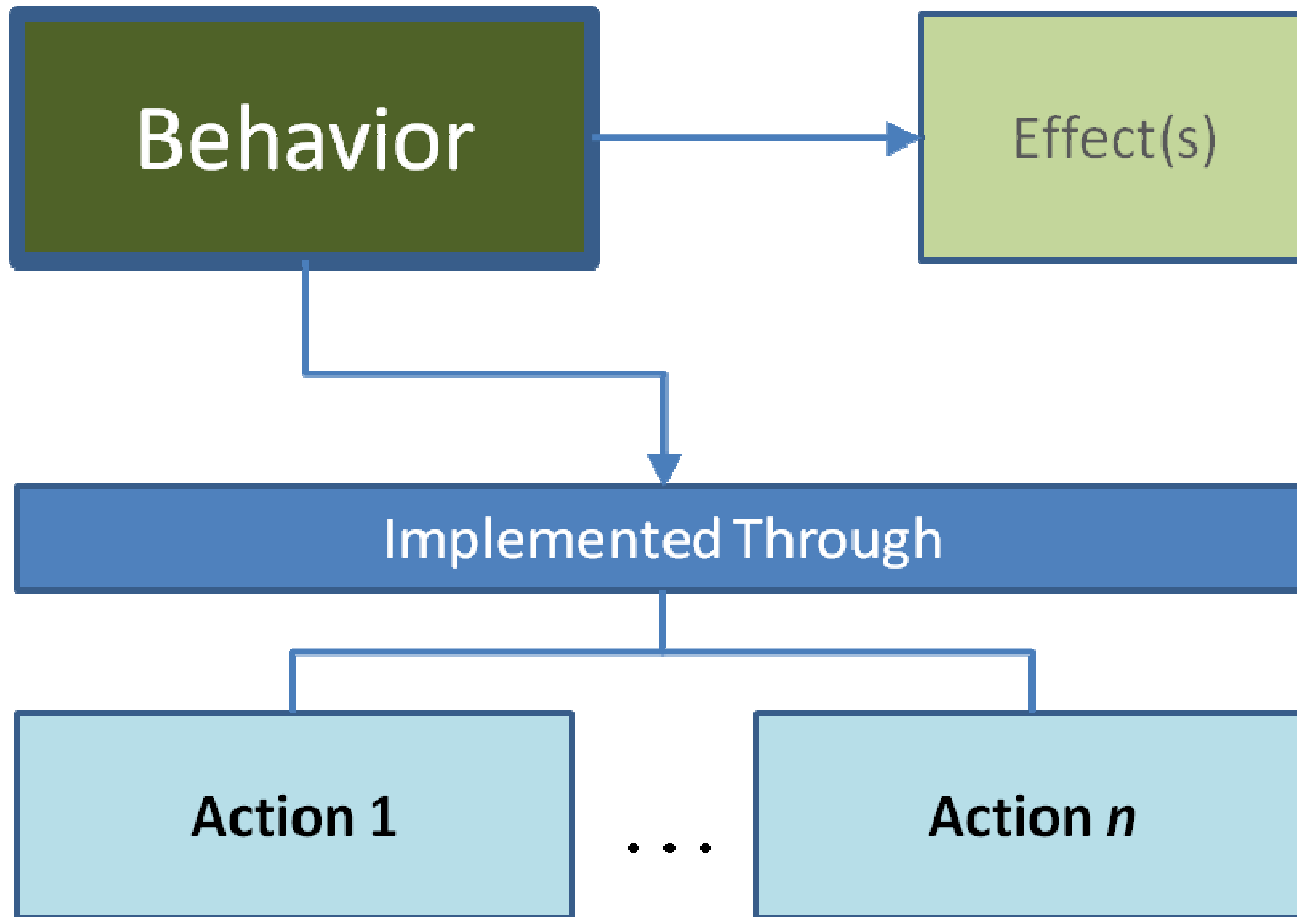 Behavior
Effect(s)
Implemented Through
Action 1
. . .
Action n